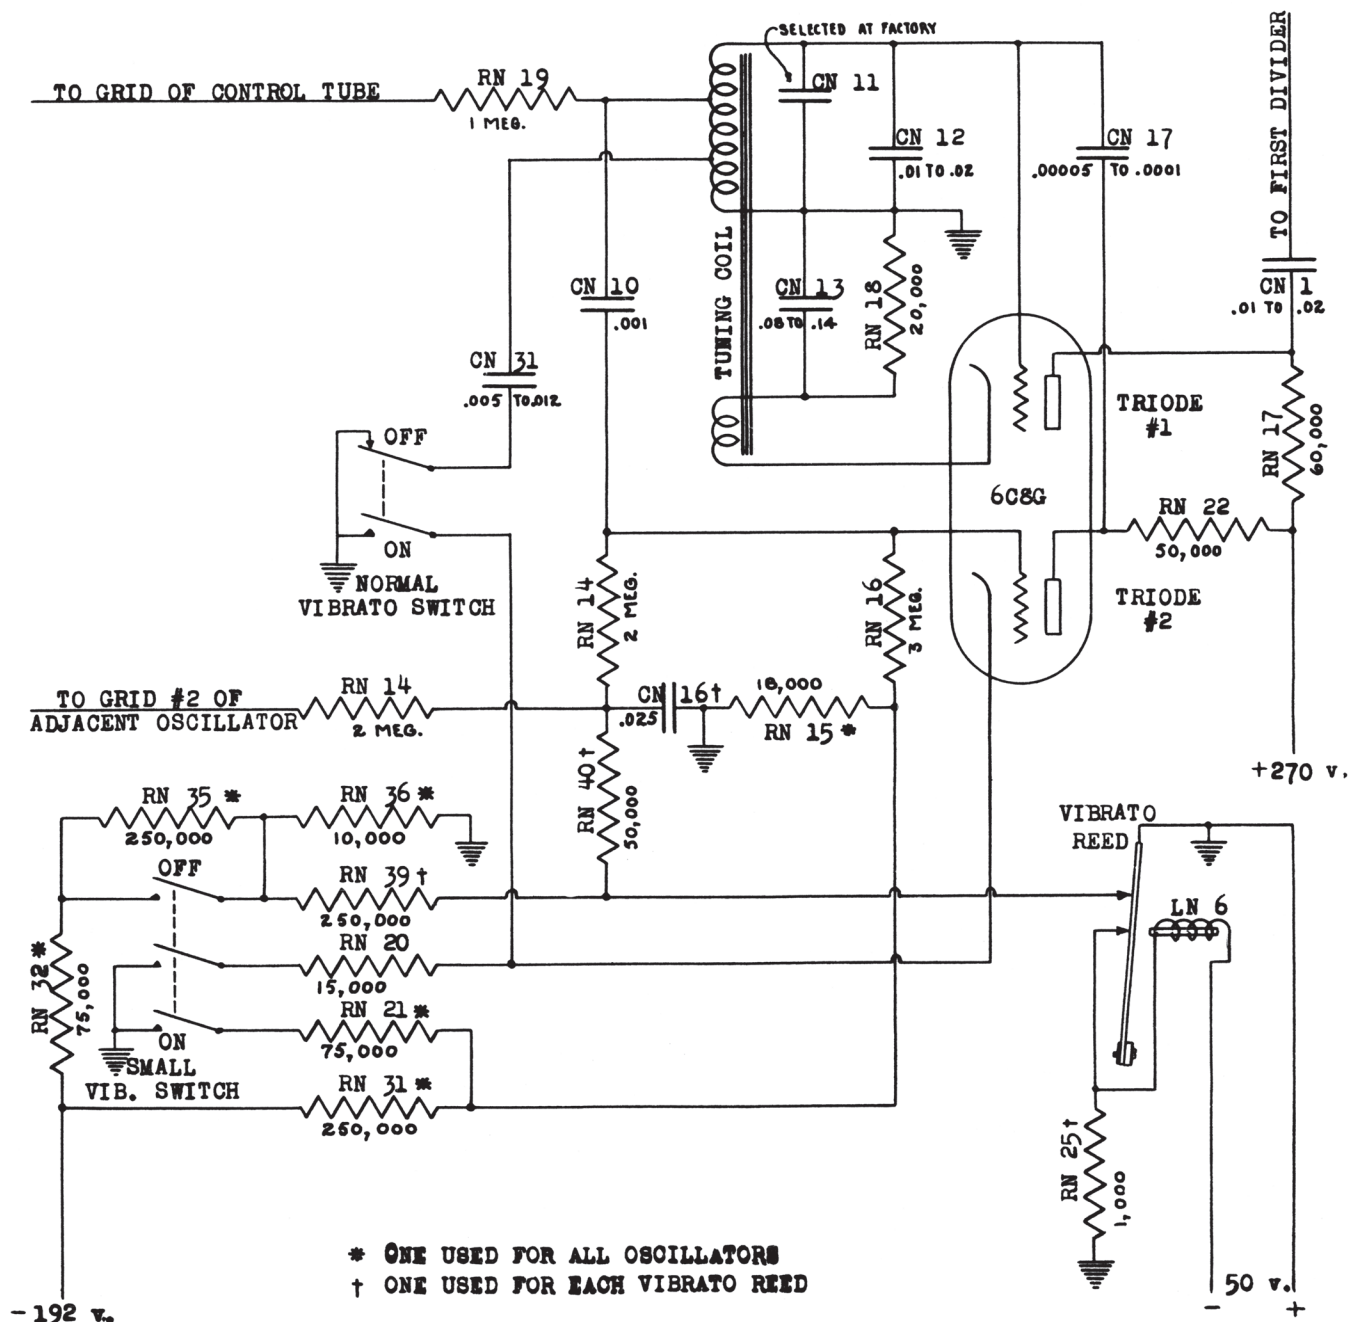 SELECTED AT FACTORY
TO GRID OF CONTROL TUBE
RN 19
1 MEG.
CN 11
CN 12
.01 TO .02
CN 17
.00005 TO .0001
TO FIRST DIVIDER
TUNING COIL
CN 10
.001
CN 13
.08 TO .14
RN 18
20,000
CN 1
.01 TO .02
CN 31
.005 TO.012
OFF
ON
NORMAL
VIBRATO SWITCH
TRIODE
#1
RN 17
60,000
6C8G
RN 22
50,000
RN 14
2 MEG.
RN 16
3 MEG.
TRIODE
#2
TO GRID #2 OF
ADJACENT OSCILLATOR
RN 14
2 MEG.
CN 16†
.025
18,000
RN 15 *
+270 v.
RN 40†
50,000
RN 35 *
250,000
RN 36 *
10,000
VIBRATO
REED
OFF
RN 39 †
250,000
LN 6
RN 20
15,000
RN 32 *
75,000
RN 21 *
75,000
ON
SMALL
VIB. SWITCH
RN 31 *
250,000
RN 25†
1,000
* ONE USED FOR ALL OSCILLATORS
† ONE USED FOR EACH VIBRATO REED
-192 v.
50 v.
- +